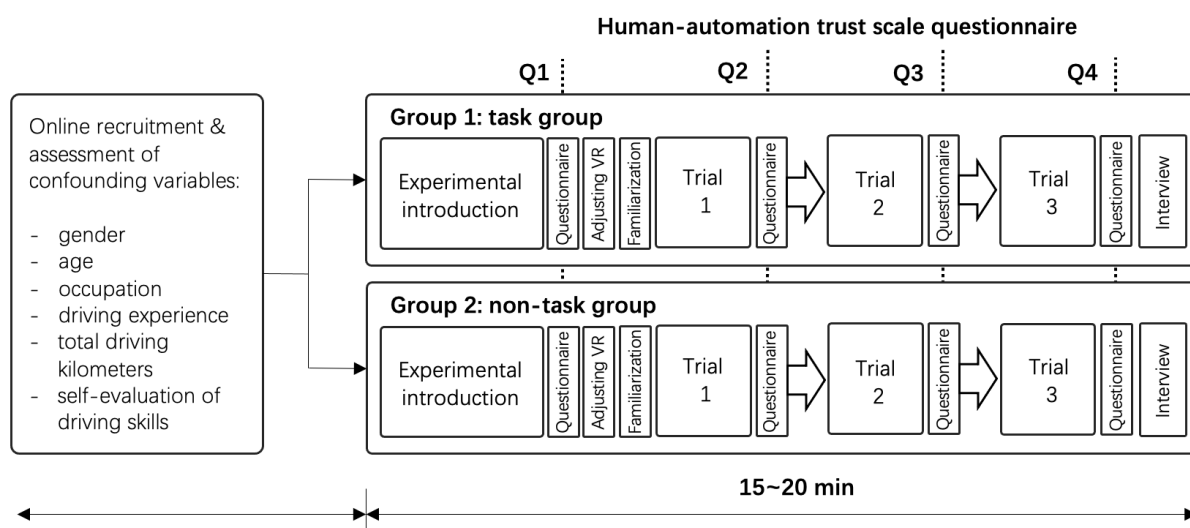 Human-automation trust scale questionnaire
Q1
Q2
Q3
Q4
Online recruitment &
assessment of
confounding variables:
- gender
- age
- occupation
- driving experience
- total driving
kilometers
- self-evaluation of
driving skills
Group 1: task group
Experimental
introduction
Questionnaire
Adjusting VR
Familiarization
Trial
1
Questionnaire
Trial
2
Questionnaire
Trial
3
Questionnaire
Interview
Group 2: non-task group
Experimental
introduction
Questionnaire
Adjusting VR
Familiarization
Trial
1
Questionnaire
Trial
2
Questionnaire
Trial
3
Questionnaire
Interview
15~20 min